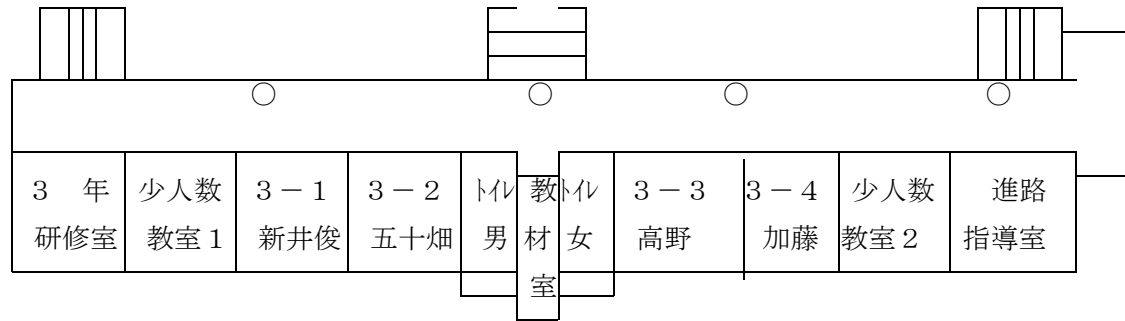 ○ ○ ○ ○
３ 年 少人数 ３－１ ３－２ ﾄｲﾚ 教 ﾄｲﾚ ３－３ ３－４ 少人数 進路
研修室 教室１ 新井俊 五十畑 男 材 女 高野 加藤 教室２ 指導室
室